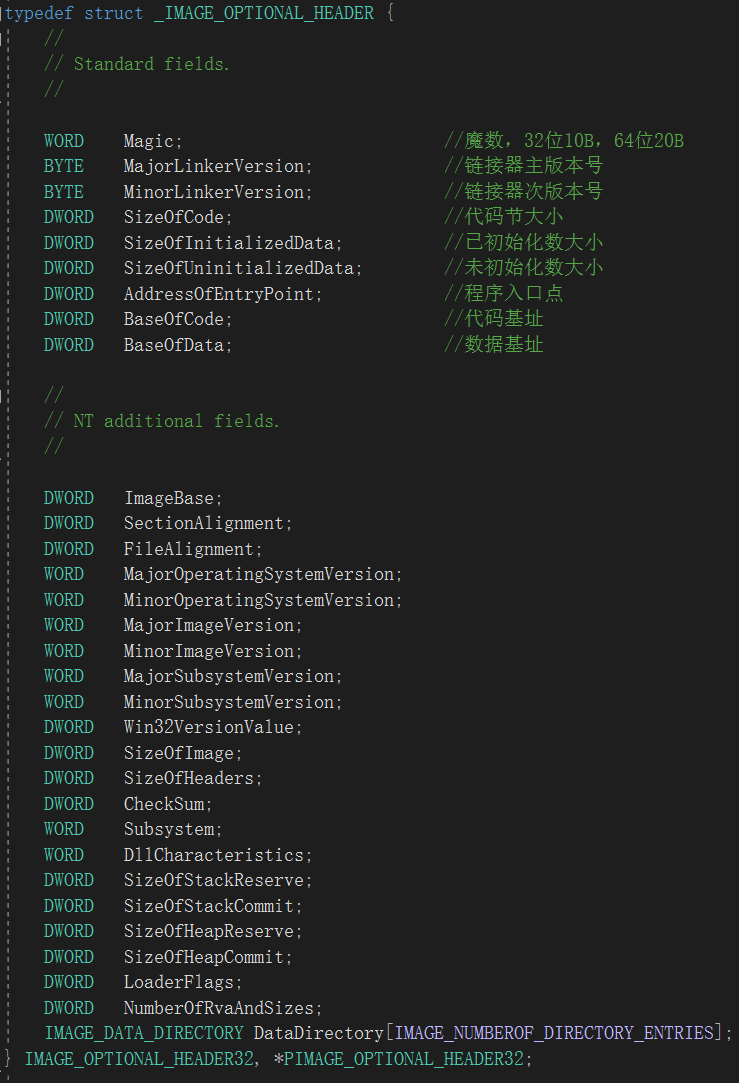 typedef struct _IMAGE_OPTIONAL_HEADER {
//
// Standard fields.
//
WORD Magic; //魔数，32位10B，64位20B
BYTE MajorLinkerVersion; //链接器主版本号
BYTE MinorLinkerVersion; //链接器次版本号
DWORD SizeOfCode; //代码节大小
DWORD SizeOfInitializedData; //已初始化数大小
DWORD SizeOfUninitializedData; //未初始化数大小
DWORD AddressOfEntryPoint; //程序入口点
DWORD BaseOfCode; //代码基址
DWORD BaseOfData; //数据基址
//
// NT additional fields.
//
DWORD ImageBase;
DWORD SectionAlignment;
DWORD FileAlignment;
WORD MajorOperatingSystemVersion;
WORD MinorOperatingSystemVersion;
WORD MajorImageVersion;
WORD MinorImageVersion;
WORD MajorSubsystemVersion;
WORD MinorSubsystemVersion;
DWORD Win32VersionValue;
DWORD SizeOfImage;
DWORD SizeOfHeaders;
DWORD CheckSum;
WORD Subsystem;
WORD DllCharacteristics;
DWORD SizeOfStackReserve;
DWORD SizeOfStackCommit;
DWORD SizeOfHeapReserve;
DWORD SizeOfHeapCommit;
DWORD LoaderFlags;
DWORD NumberOfRvaAndSizes;
IMAGE_DATA_DIRECTORY DataDirectory[IMAGE_NUMBEROF_DIRECTORY_ENTRIES];
} IMAGE_OPTIONAL_HEADER32, *PIMAGE_OPTIONAL_HEADER32;